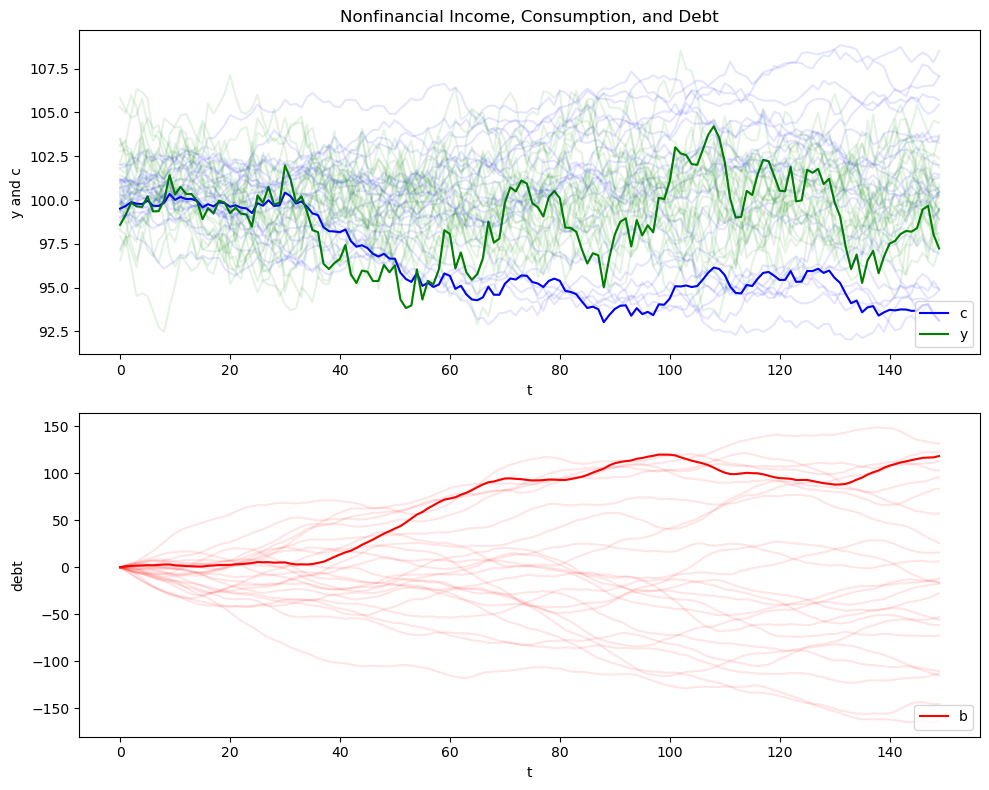 Nonfinancial Income, Consumption, and Debt
107.5
105.0
102.5
100.0
97.5
95.0
92.5
y and c
c
y
0 20 40 60 80 100 120 140
t
150
100
50
0
−50
−100
−150
debt
b
0 20 40 60 80 100 120 140
t